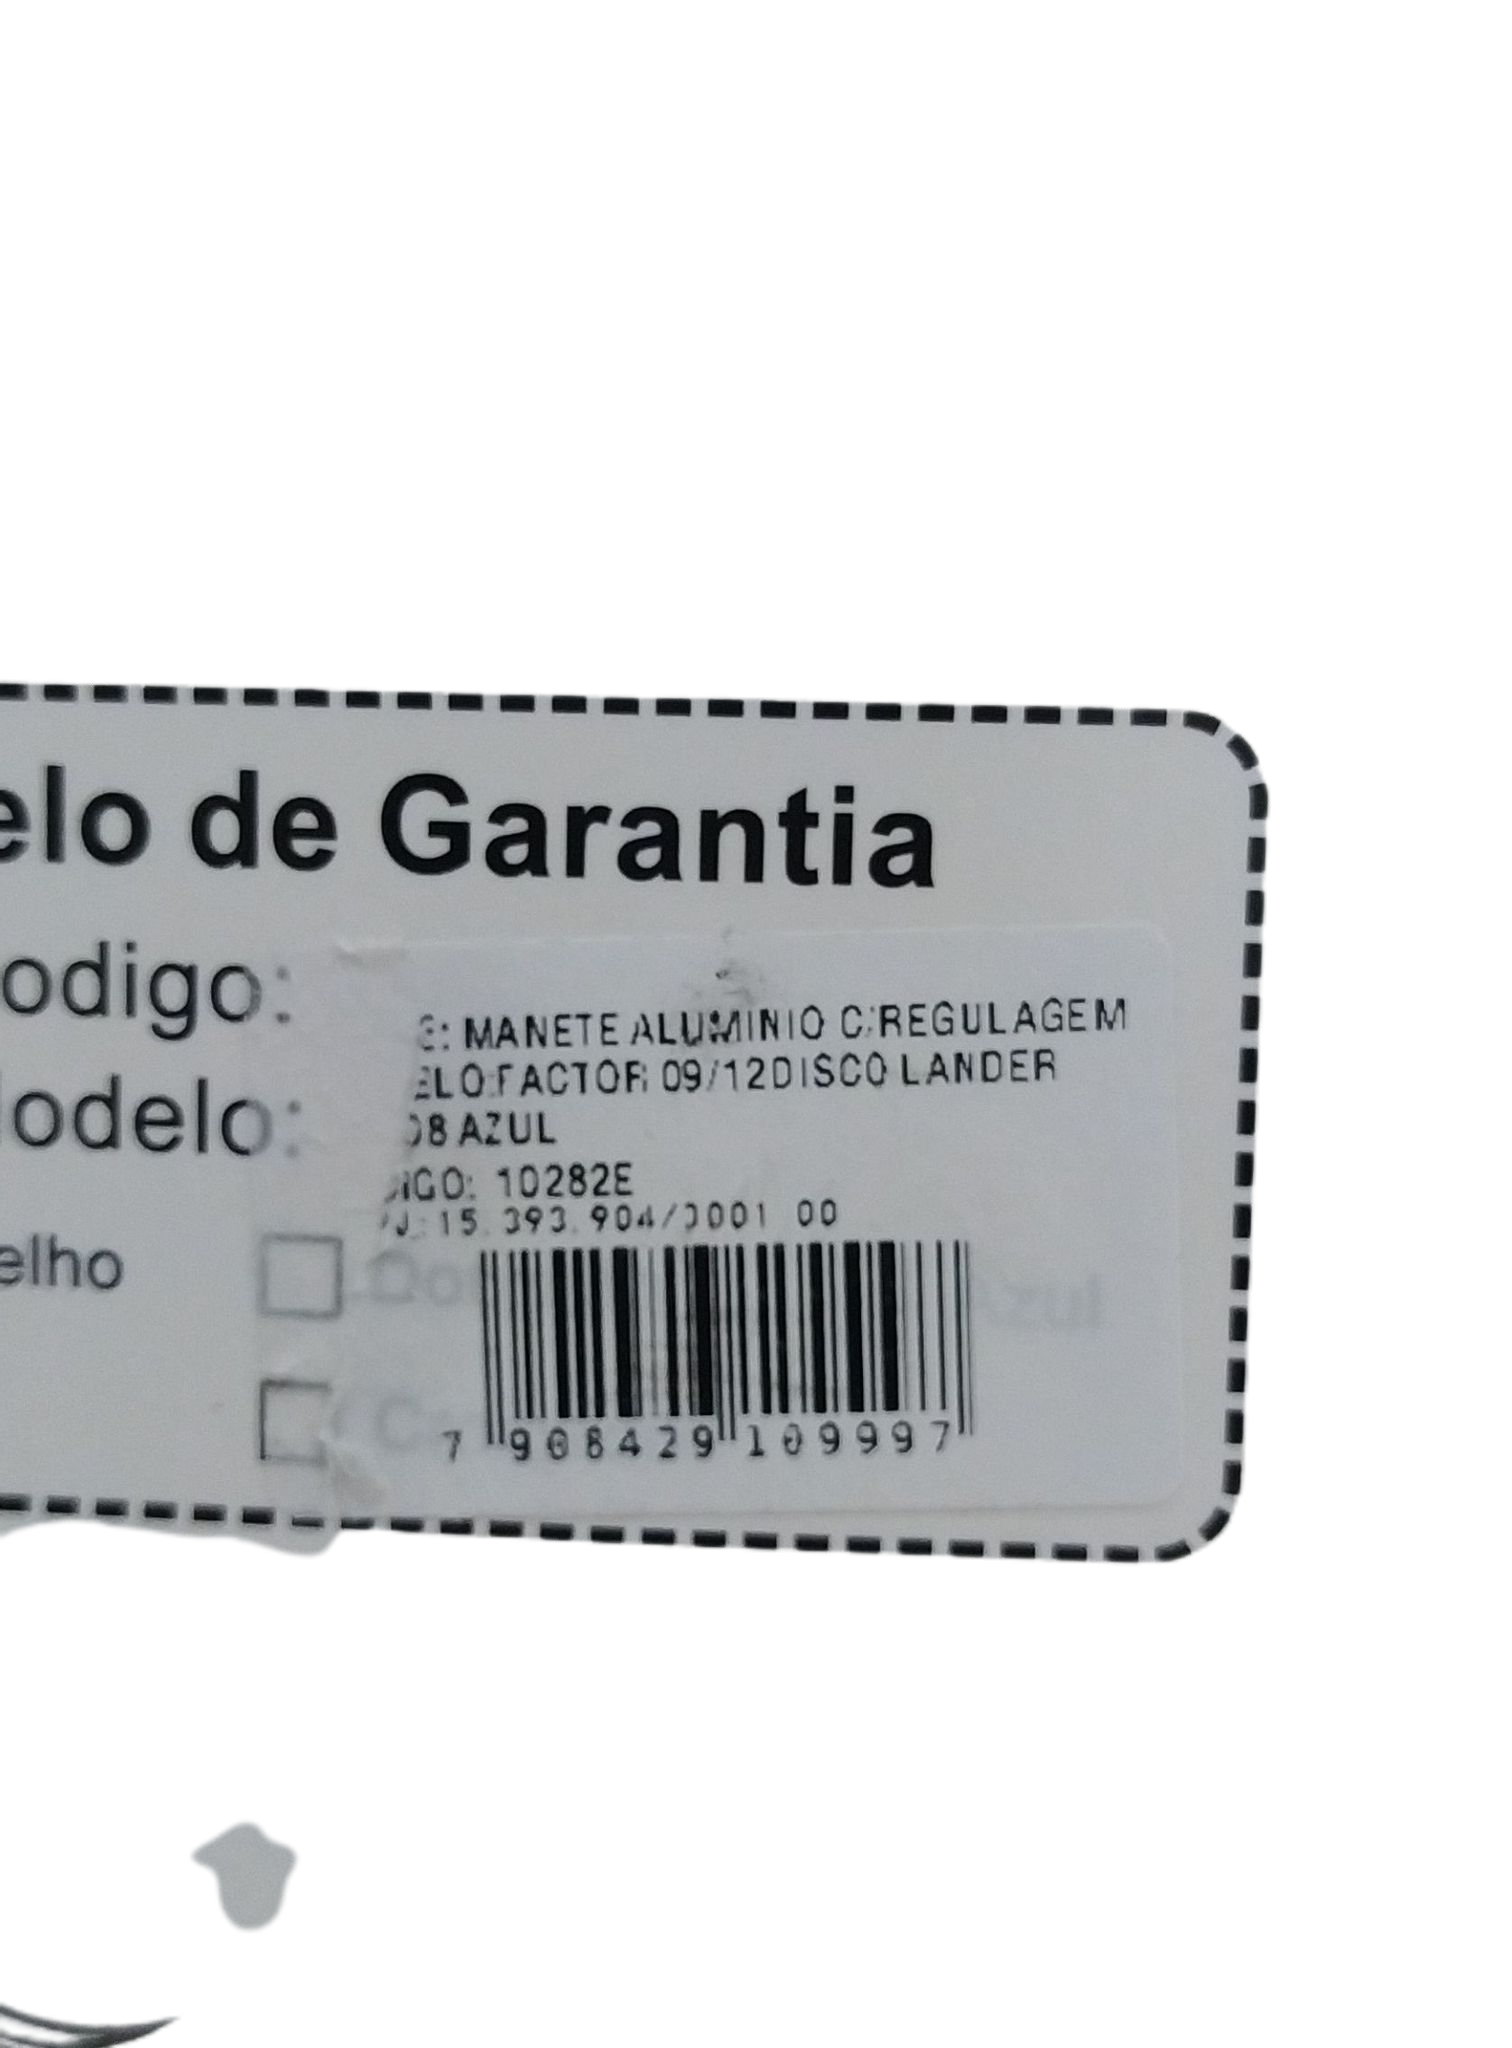 elo de Garantia
odigo:
odelo:
E: MANETE ALUMINIO C/REGULAGEM
ELO:FACTOR 09/12DISCO LANDER
08 AZUL
IGO: 10282E
J:15.393.904/0001 00
elho
Azul
7 908429 109997